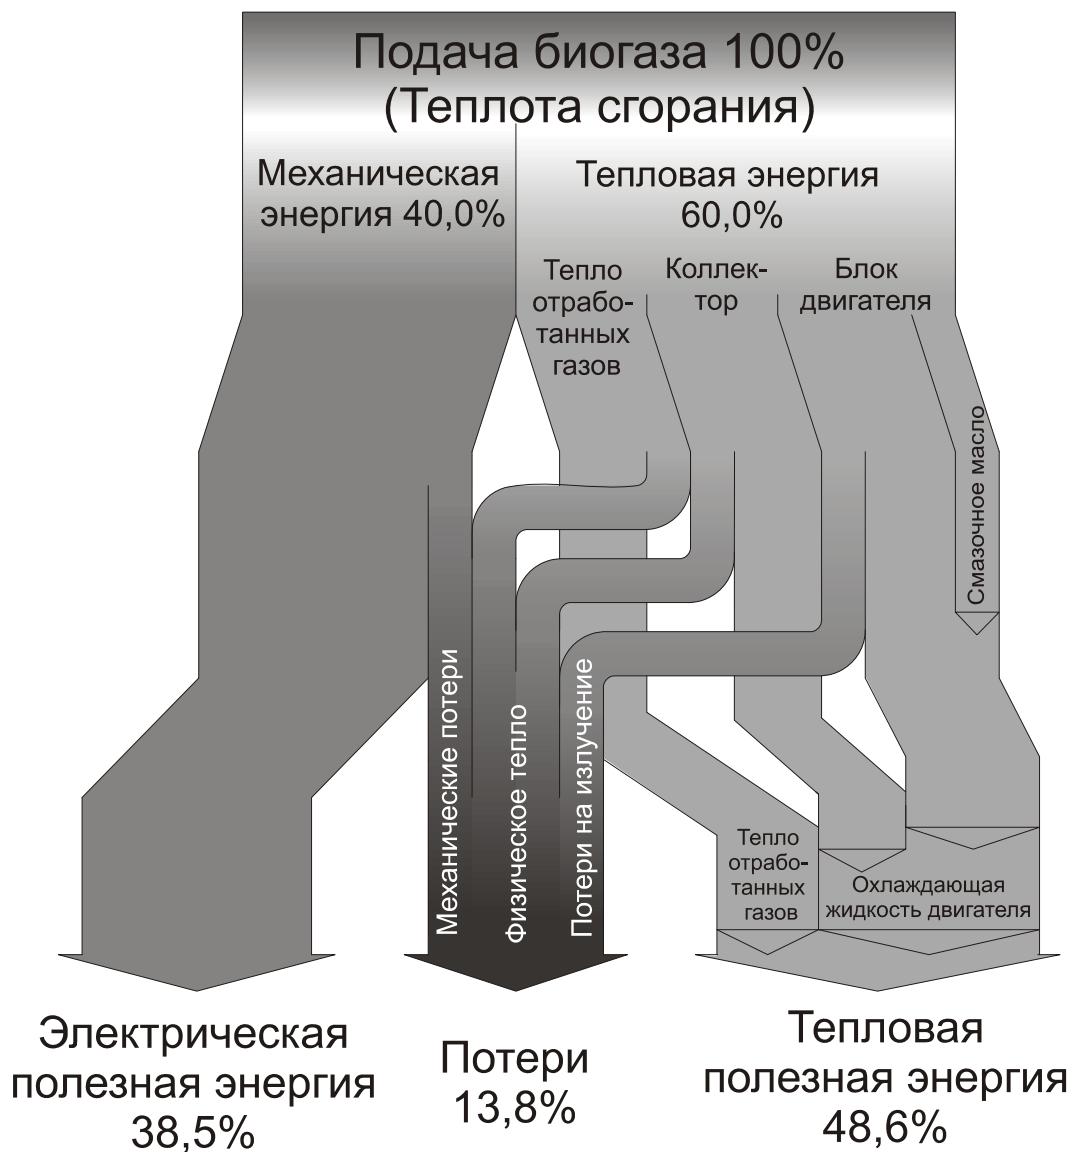 Подача биогаза 100%
(Теплота сгорания)
Механическая
энергия 40,0%
Тепловая энергия
60,0%
Тепло
отрабо-
танных
газов
Коллек-
тор
Блок
двигателя
Смазочное масло
Механические потери
Физическое тепло
Потери на излучение
Тепло
отрабо-
танных
газов
Охлаждающая
жидкость двигателя
Электрическая
полезная энергия
38,5%
Потери
13,8%
Тепловая
полезная энергия
48,6%